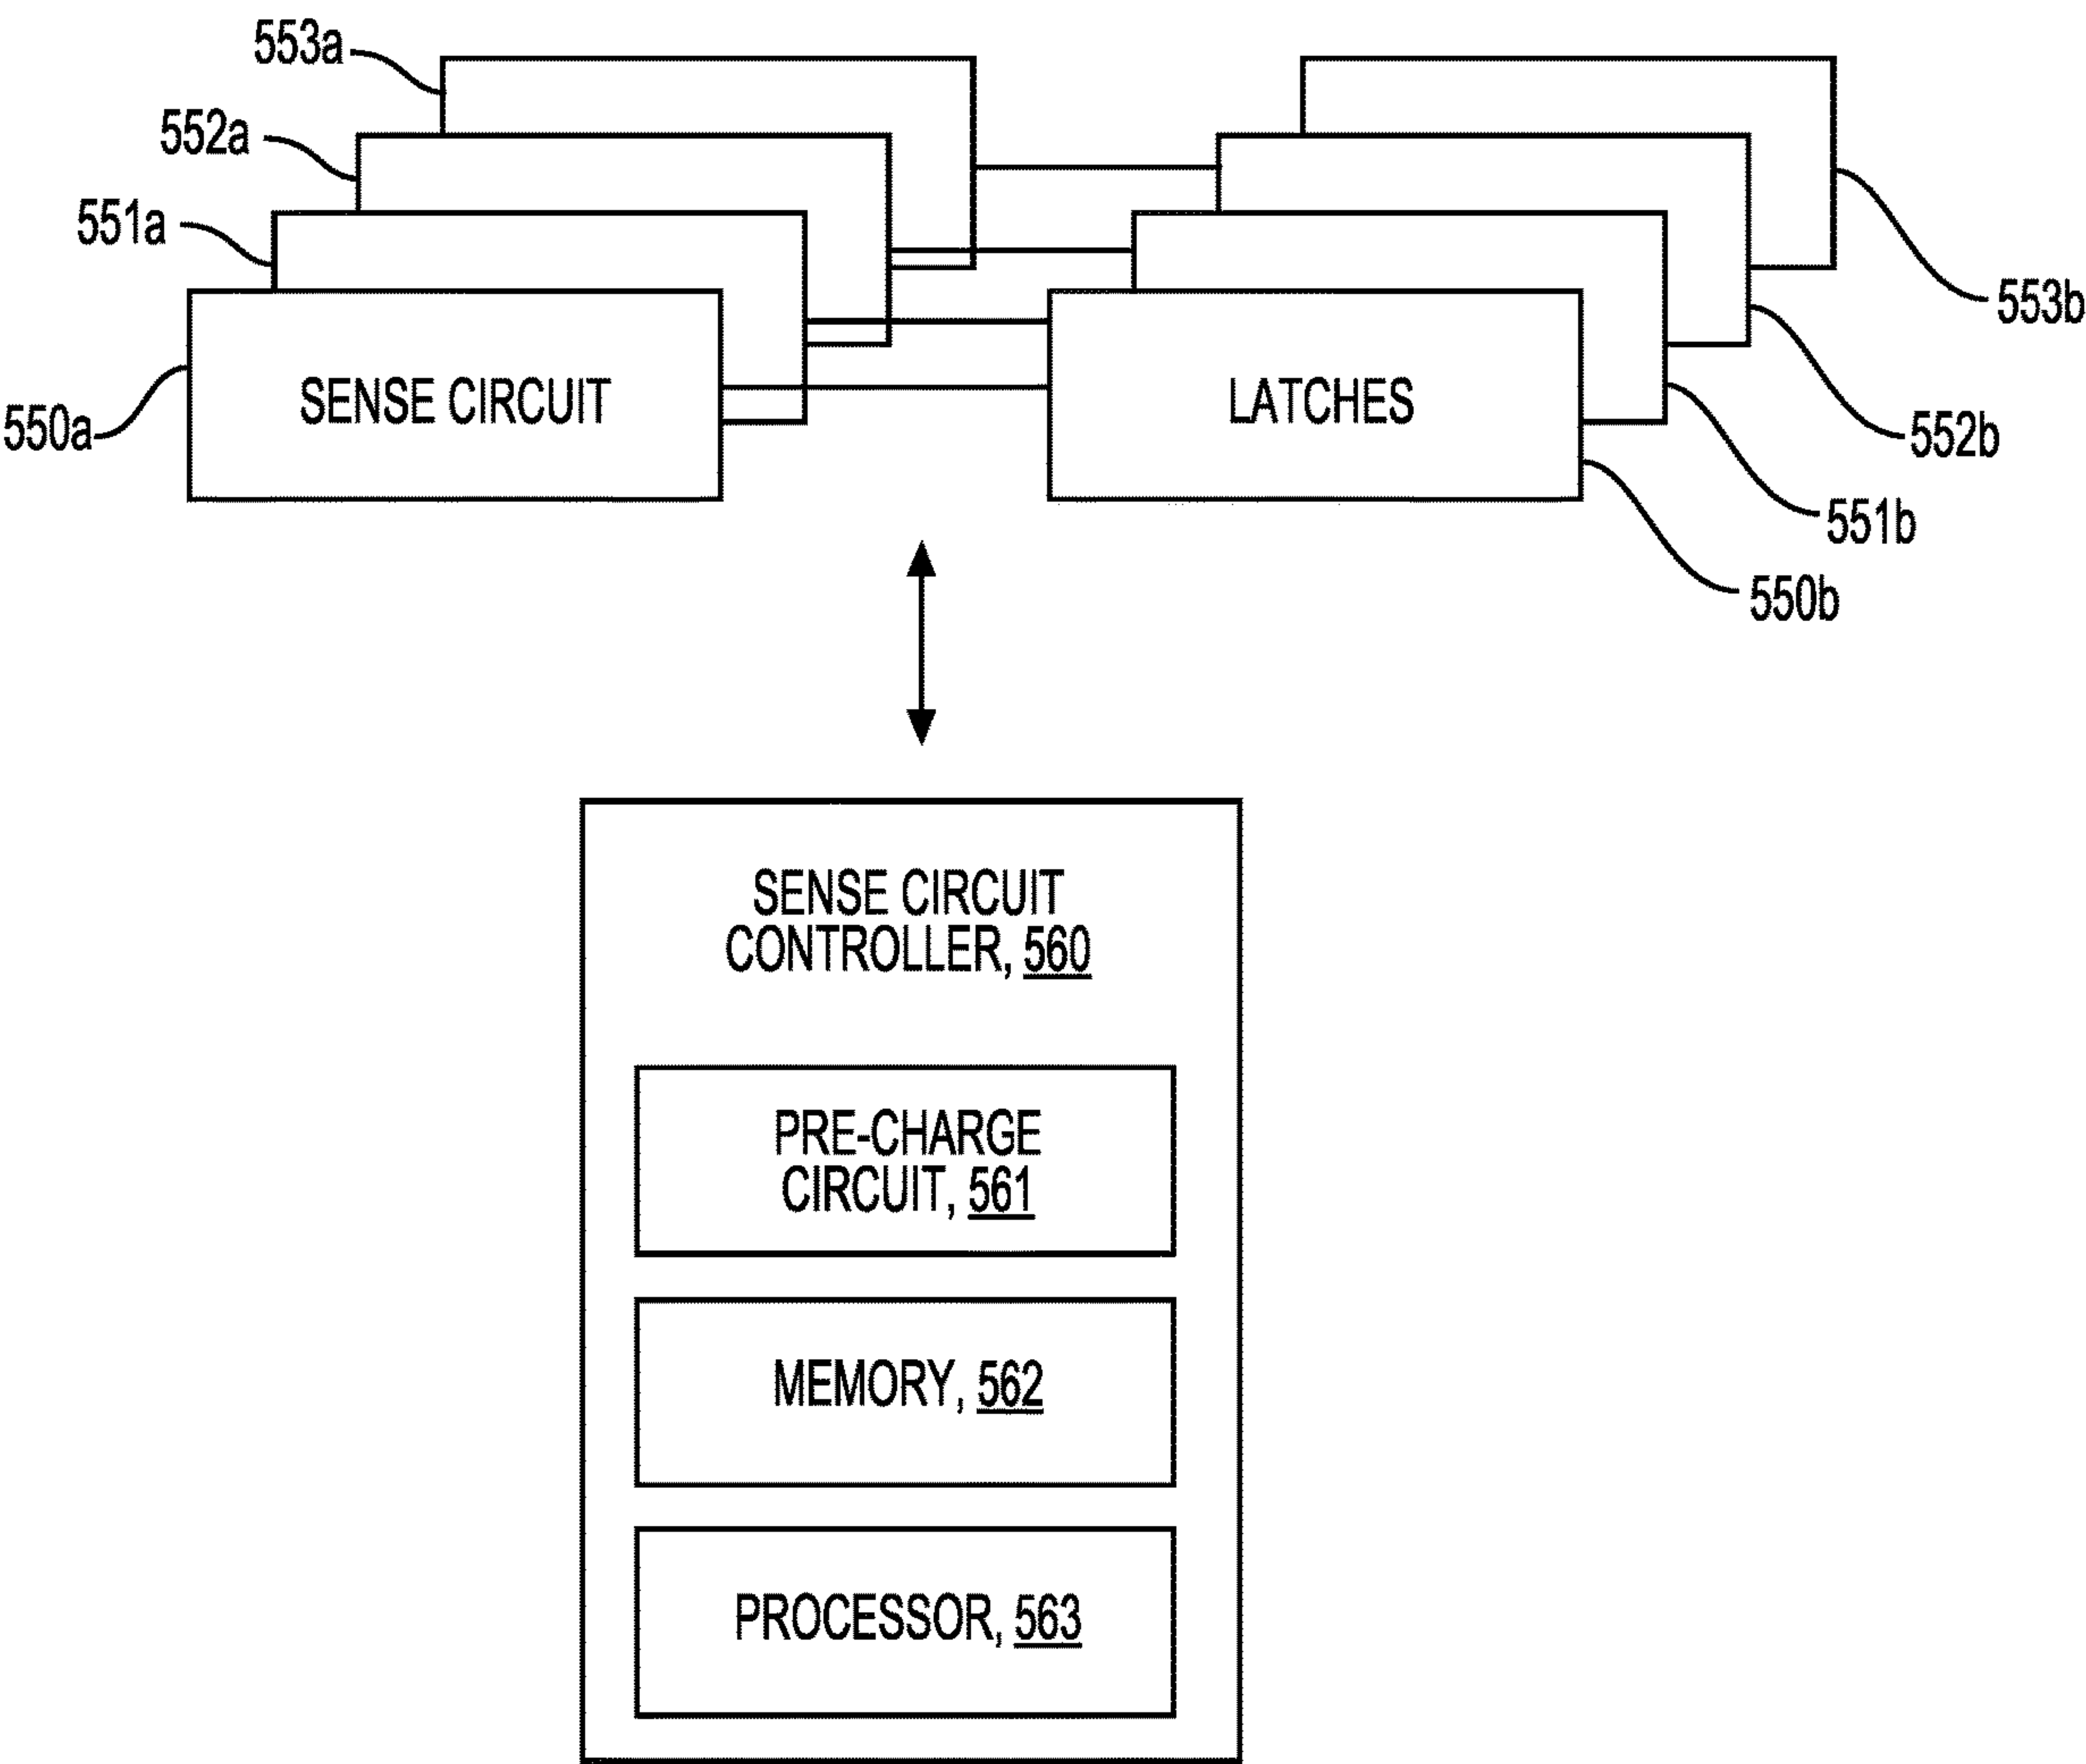 553a
552a
551a
550a
SENSE CIRCUIT
LATCHES
553b
552b
551b
550b
SENSE CIRCUIT
CONTROLLER, 560
PRE-CHARGE
CIRCUIT, 561
MEMORY, 562
PROCESSOR, 563